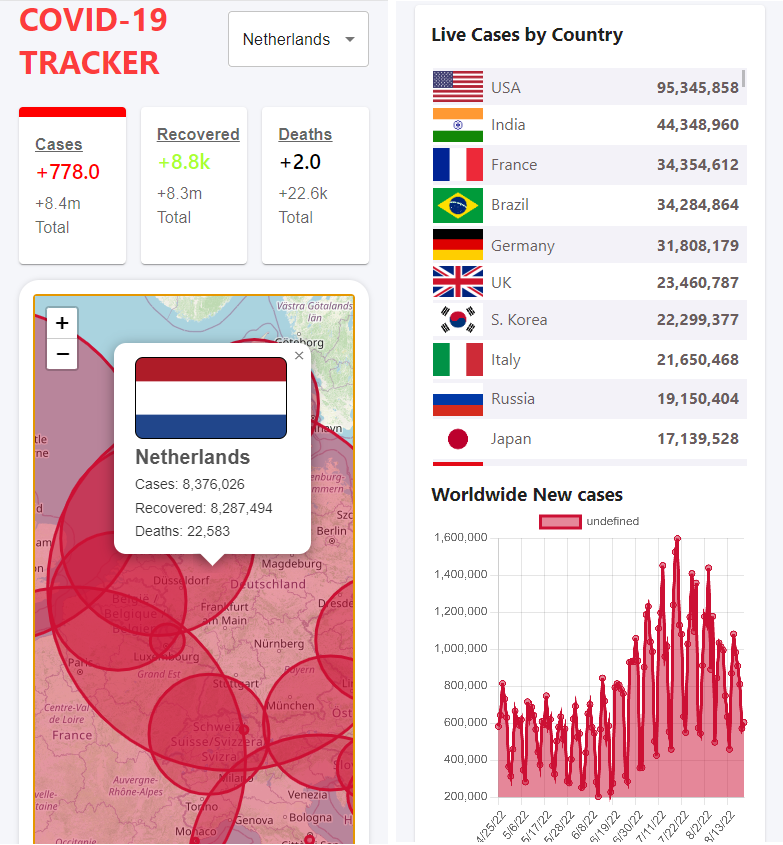 COVID-19
TRACKER
Netherlands
Cases
+778.0
+8.4m
Total
Recovered
+8.8k
+8.3m
Total
Deaths
+2.0
+22.6k
Total
+
−
Västra Götalands
län
Göteborg
×
Netherlands
Cases: 8,376,026
Recovered: 8,287,494
Deaths: 22,583
Berlin
Magdeburg
Düsseldorf
Deutschland
België /
Belgique /
Belgien
Frankfurt
am Main
Luxembourg
Nürnberg
Paris
Grand Est
Bayern
Stuttgart
München
Centre-Val
de Loire
France
Schweiz/
Suisse/Svizzera/
Svizra
Milano
Auvergne-
Rhône-Alpes
Venezia
Torino
Genova
Bologna
Monaco
Live Cases by Country
USA 95,345,858
India 44,348,960
France 34,354,612
Brazil 34,284,864
Germany 31,808,179
UK 23,460,787
S. Korea 22,299,377
Italy 21,650,468
Russia 19,150,404
Japan 17,139,528
Worldwide New cases
undefined
1,600,000
1,400,000
1,200,000
1,000,000
800,000
600,000
400,000
200,000
4/25/22
5/6/22
5/17/22
5/28/22
6/8/22
6/19/22
6/30/22
7/11/22
7/22/22
8/2/22
8/13/22